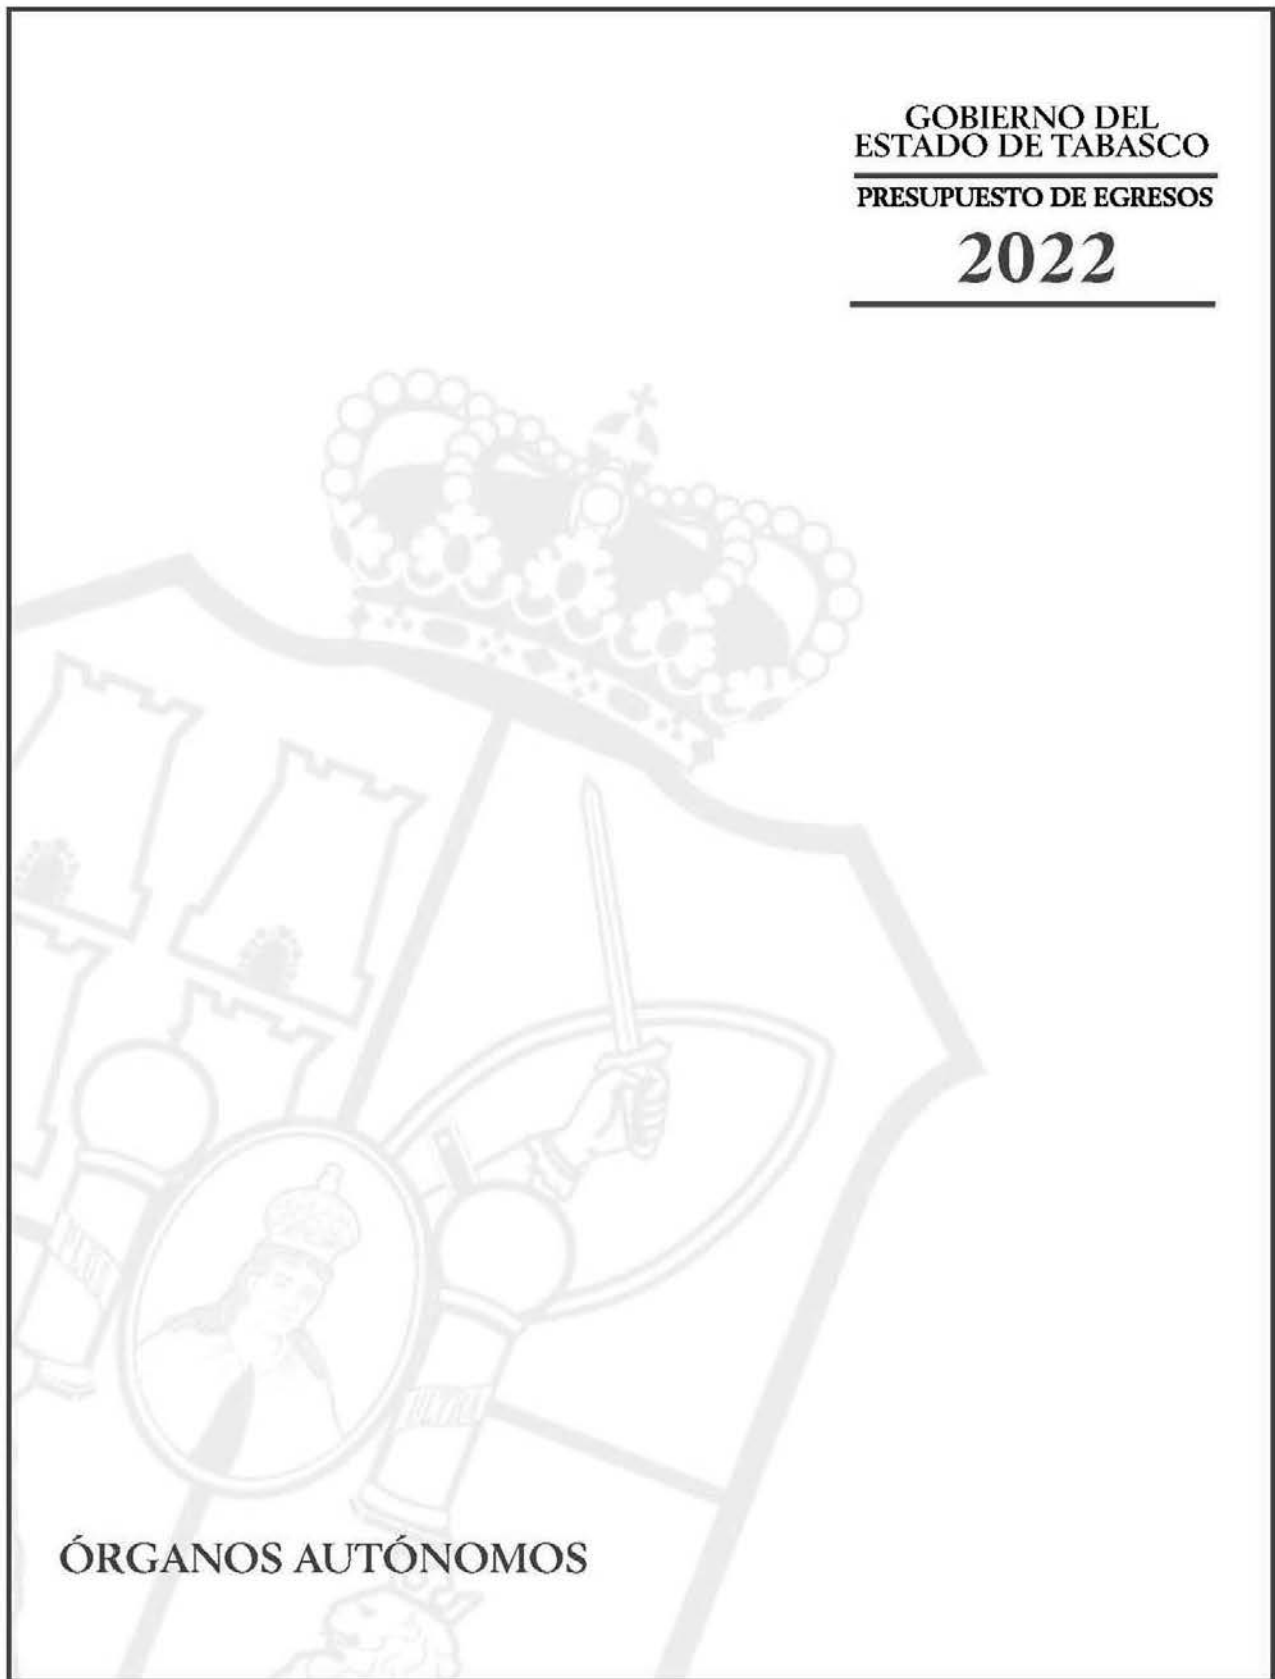 GOBIERNO DEL
ESTADO DE TABASCO
PRESUPUESTO DE EGRESOS
2022
ÓRGANOS AUTÓNOMOS